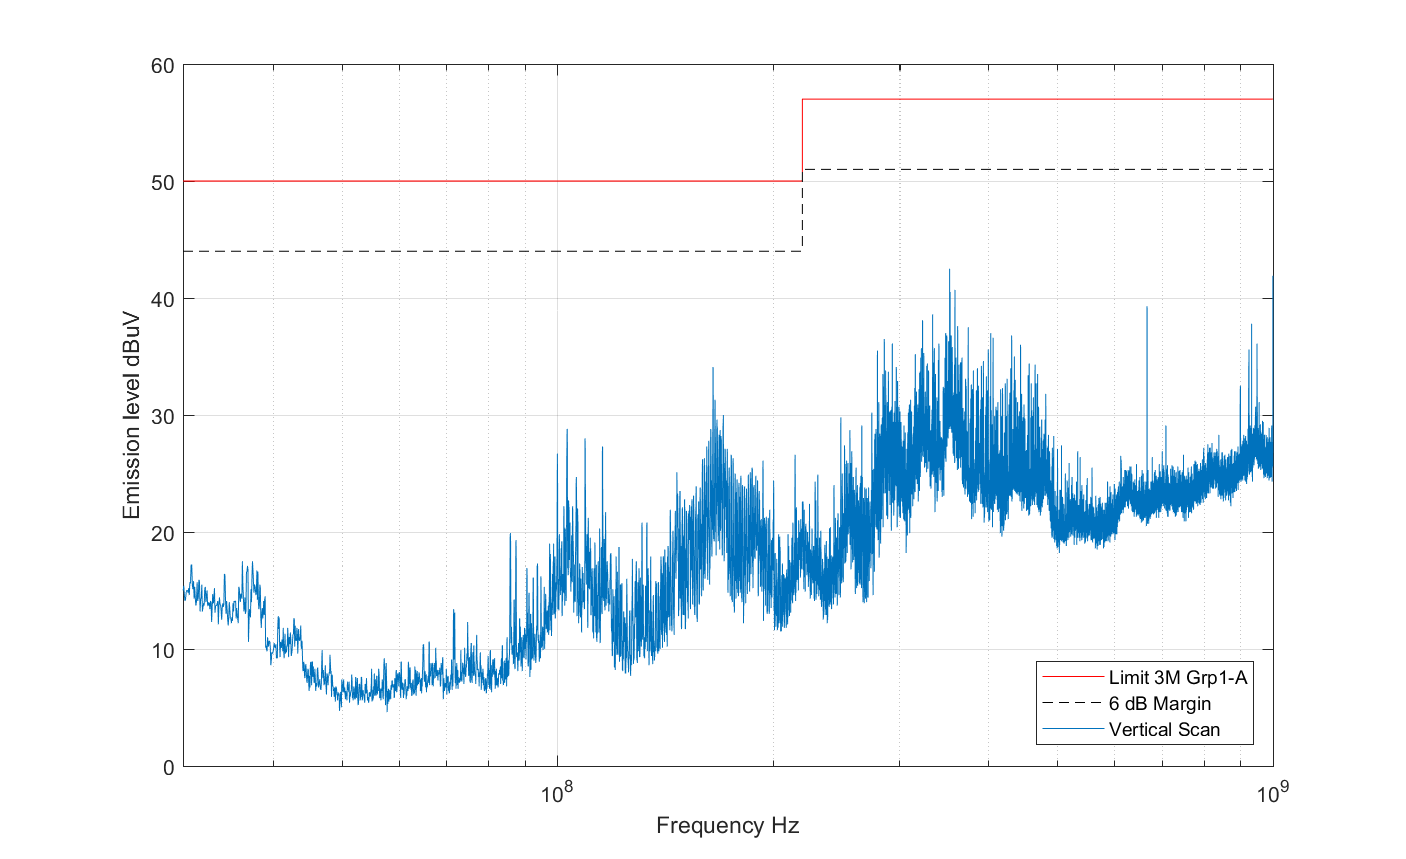 60
50
40
30
20
10
0
Emission level dBuV
10^8
10^9
Frequency Hz
Limit 3M Grp1-A
6 dB Margin
Vertical Scan